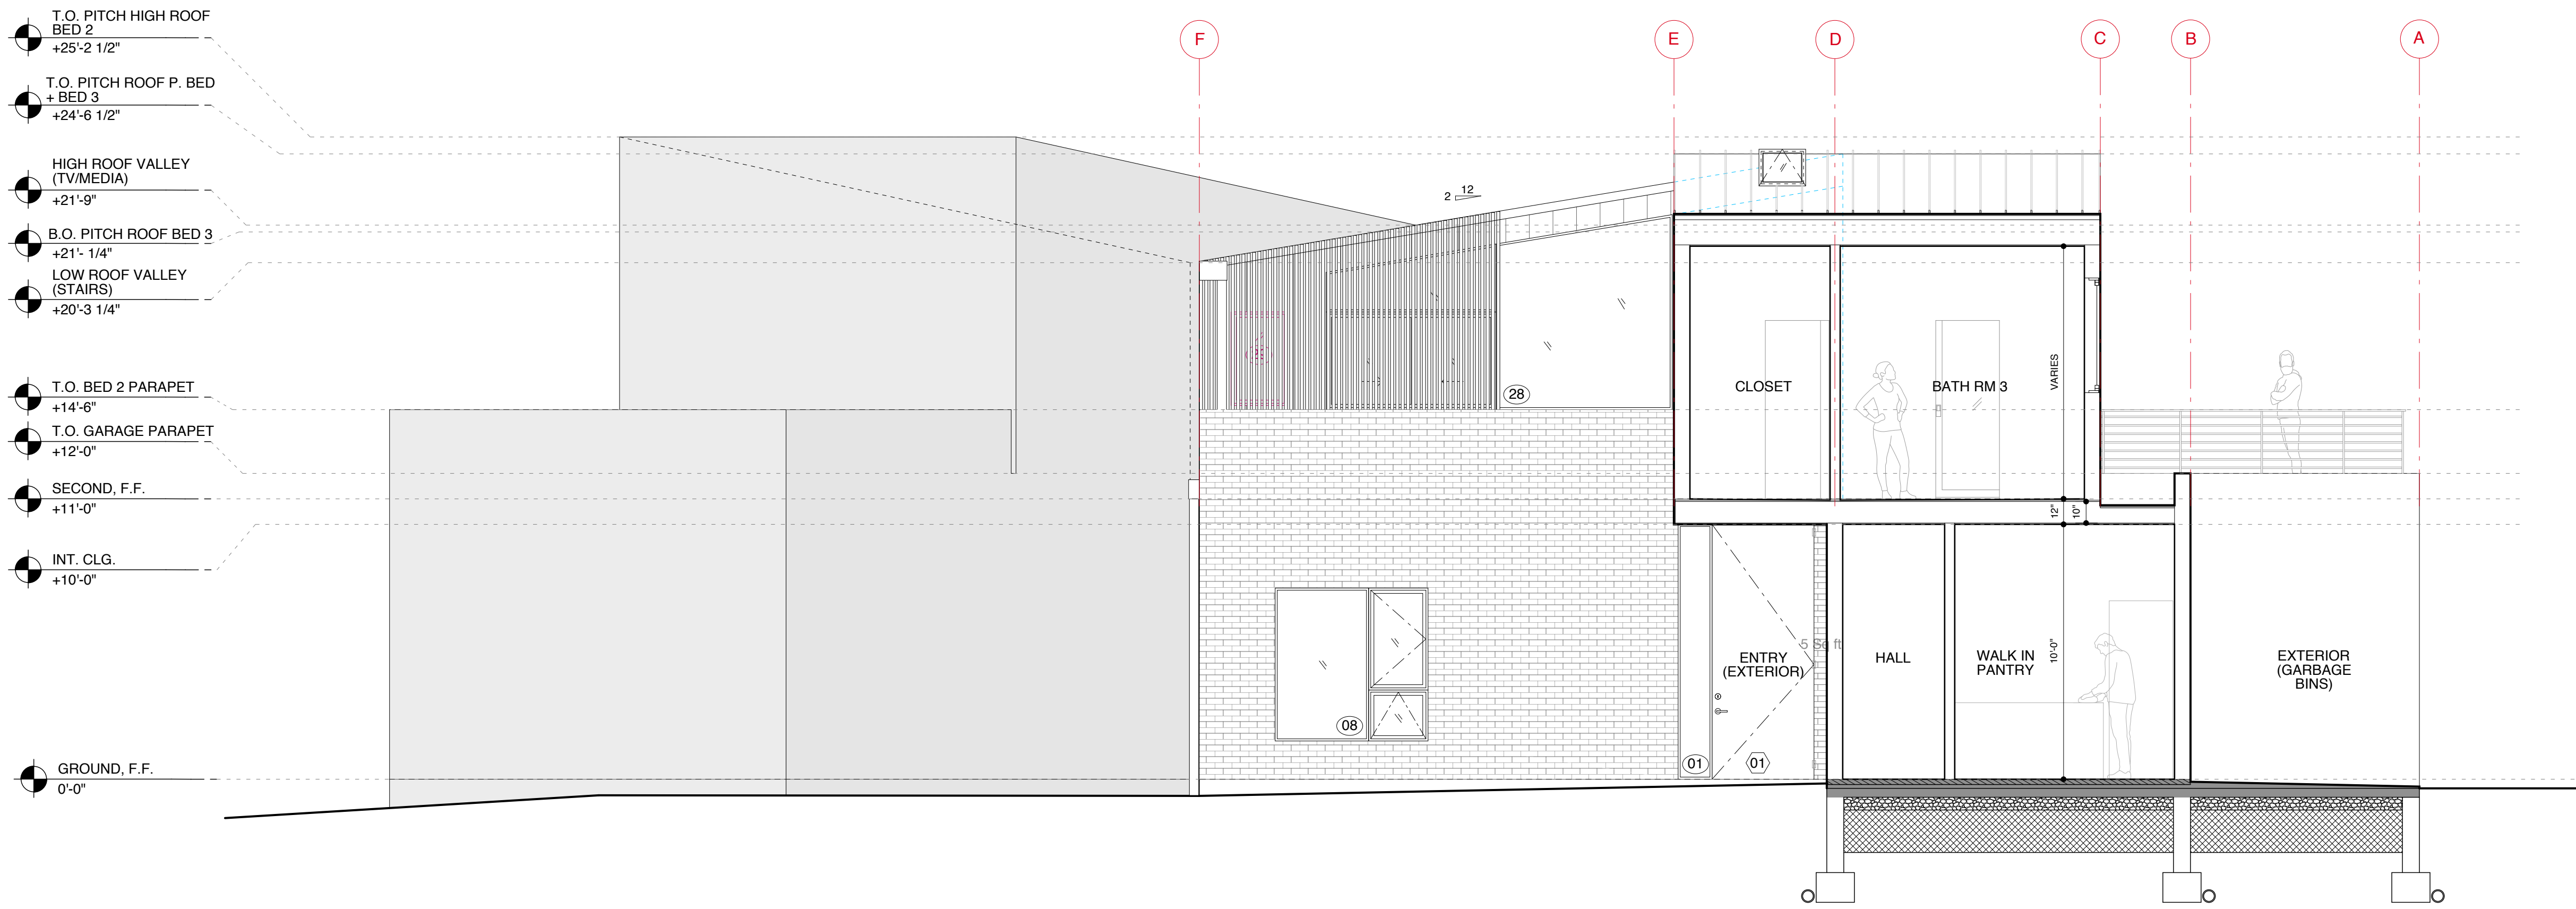 T.O. PITCH HIGH ROOF
BED 2
+25'-2 1/2"
T.O. PITCH ROOF P. BED
+ BED 3
+24'-6 1/2"
HIGH ROOF VALLEY
(TV/MEDIA)
+21'-9"
B.O. PITCH ROOF BED 3
+21'- 1/4"
LOW ROOF VALLEY
(STAIRS)
+20'-3 1/4"
T.O. BED 2 PARAPET
+14'-6"
T.O. GARAGE PARAPET
+12'-0"
SECOND, F.F.
+11'-0"
INT. CLG.
+10'-0"
GROUND, F.F.
0'-0"
F
E
D
C
B
A
12
2
28
CLOSET
BATH RM 3
VARIES
12"
10"
08
01
01
ENTRY
(EXTERIOR)
5 Sq ft
HALL
WALK IN
PANTRY
10'-0"
EXTERIOR
(GARBAGE
BINS)